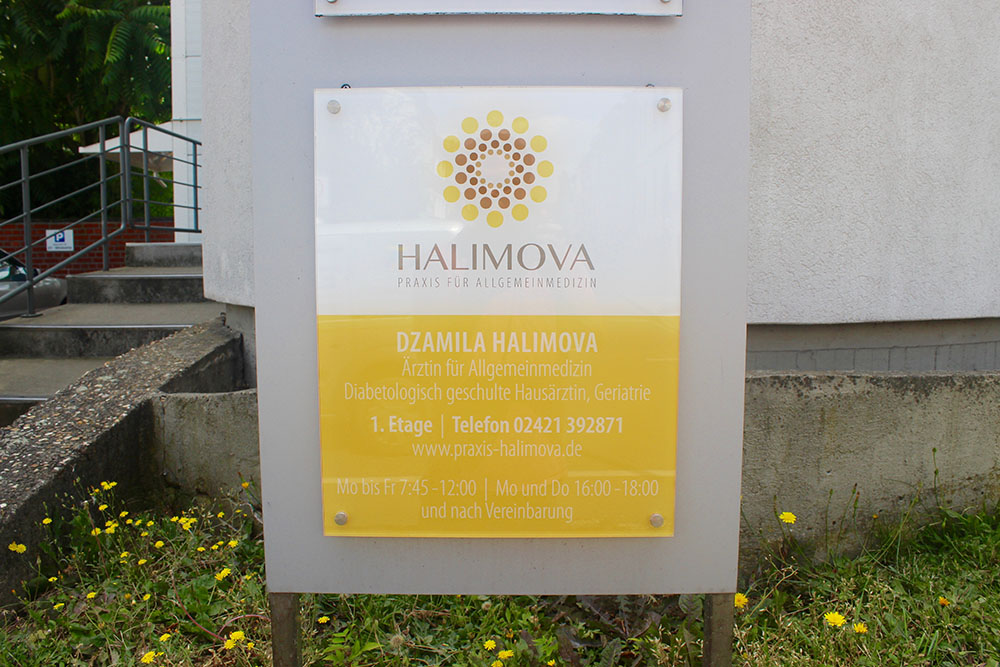 HALIMOVA
PRAXIS FÜR ALLGEMEINMEDIZIN
DZAMILA HALIMOVA
Ärztin für Allgemeinmedizin
Diabetologisch geschulte Hausärztin, Geriatrie
1. Etage | Telefon 02421 392871
www.praxis-halimova.de
Mo bis Fr 7:45-12:00 | Mo und Do 16:00-18:00
und nach Vereinbarung
P